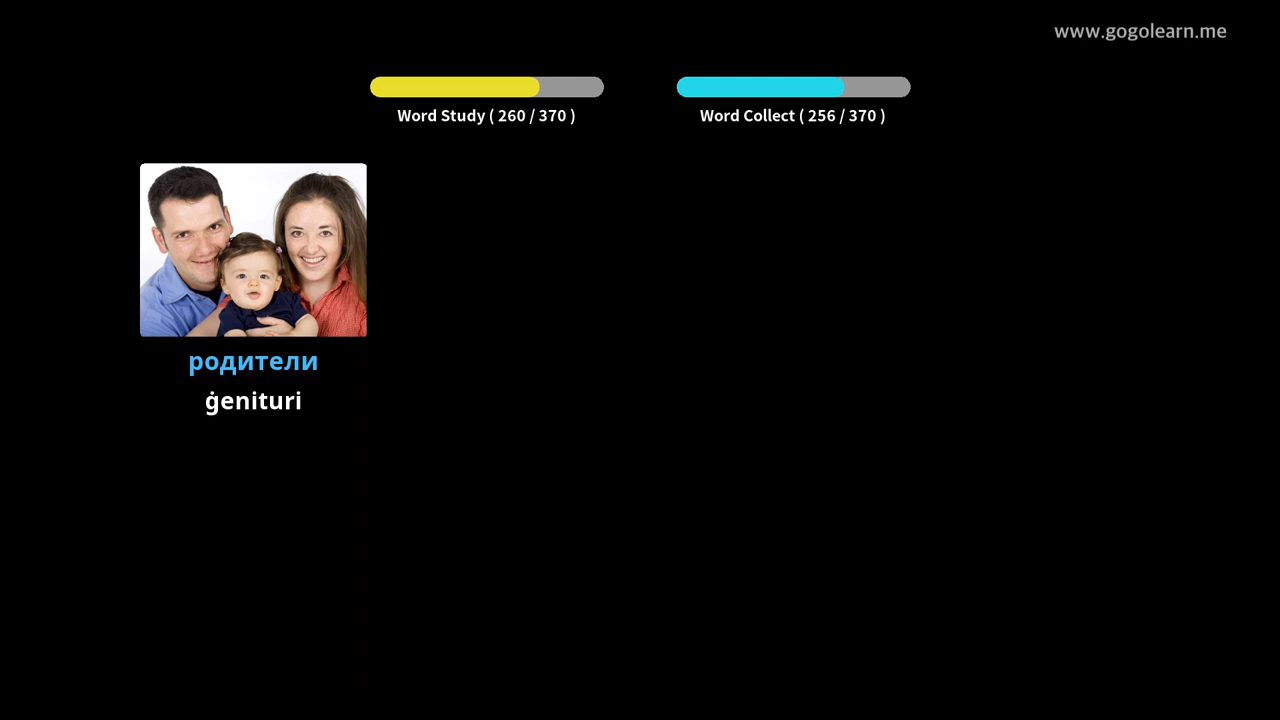 www.gogolearn.me
Word Study ( 260 / 370 )
Word Collect ( 256 / 370 )
родители
ġenituri